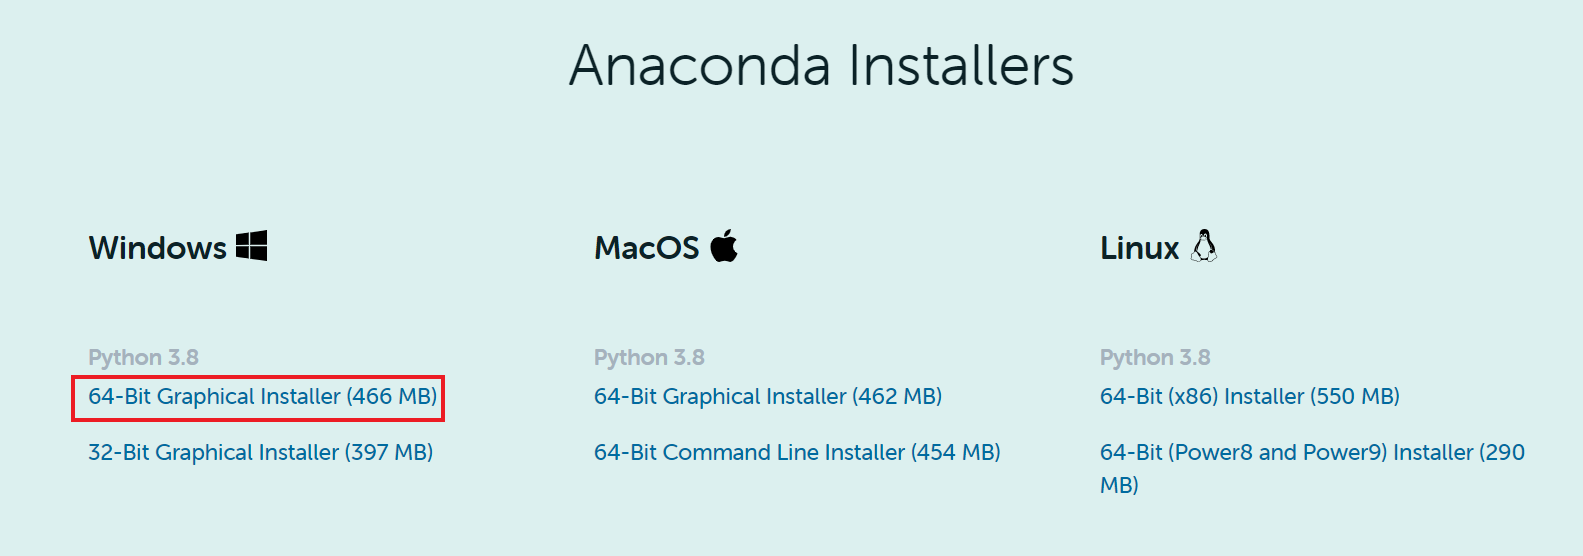 Anaconda Installers
Windows
Python 3.8
64-Bit Graphical Installer (466 MB)
32-Bit Graphical Installer (397 MB)
MacOS
Python 3.8
64-Bit Graphical Installer (462 MB)
64-Bit Command Line Installer (454 MB)
Linux
Python 3.8
64-Bit (x86) Installer (550 MB)
64-Bit (Power8 and Power9) Installer (290
MB)